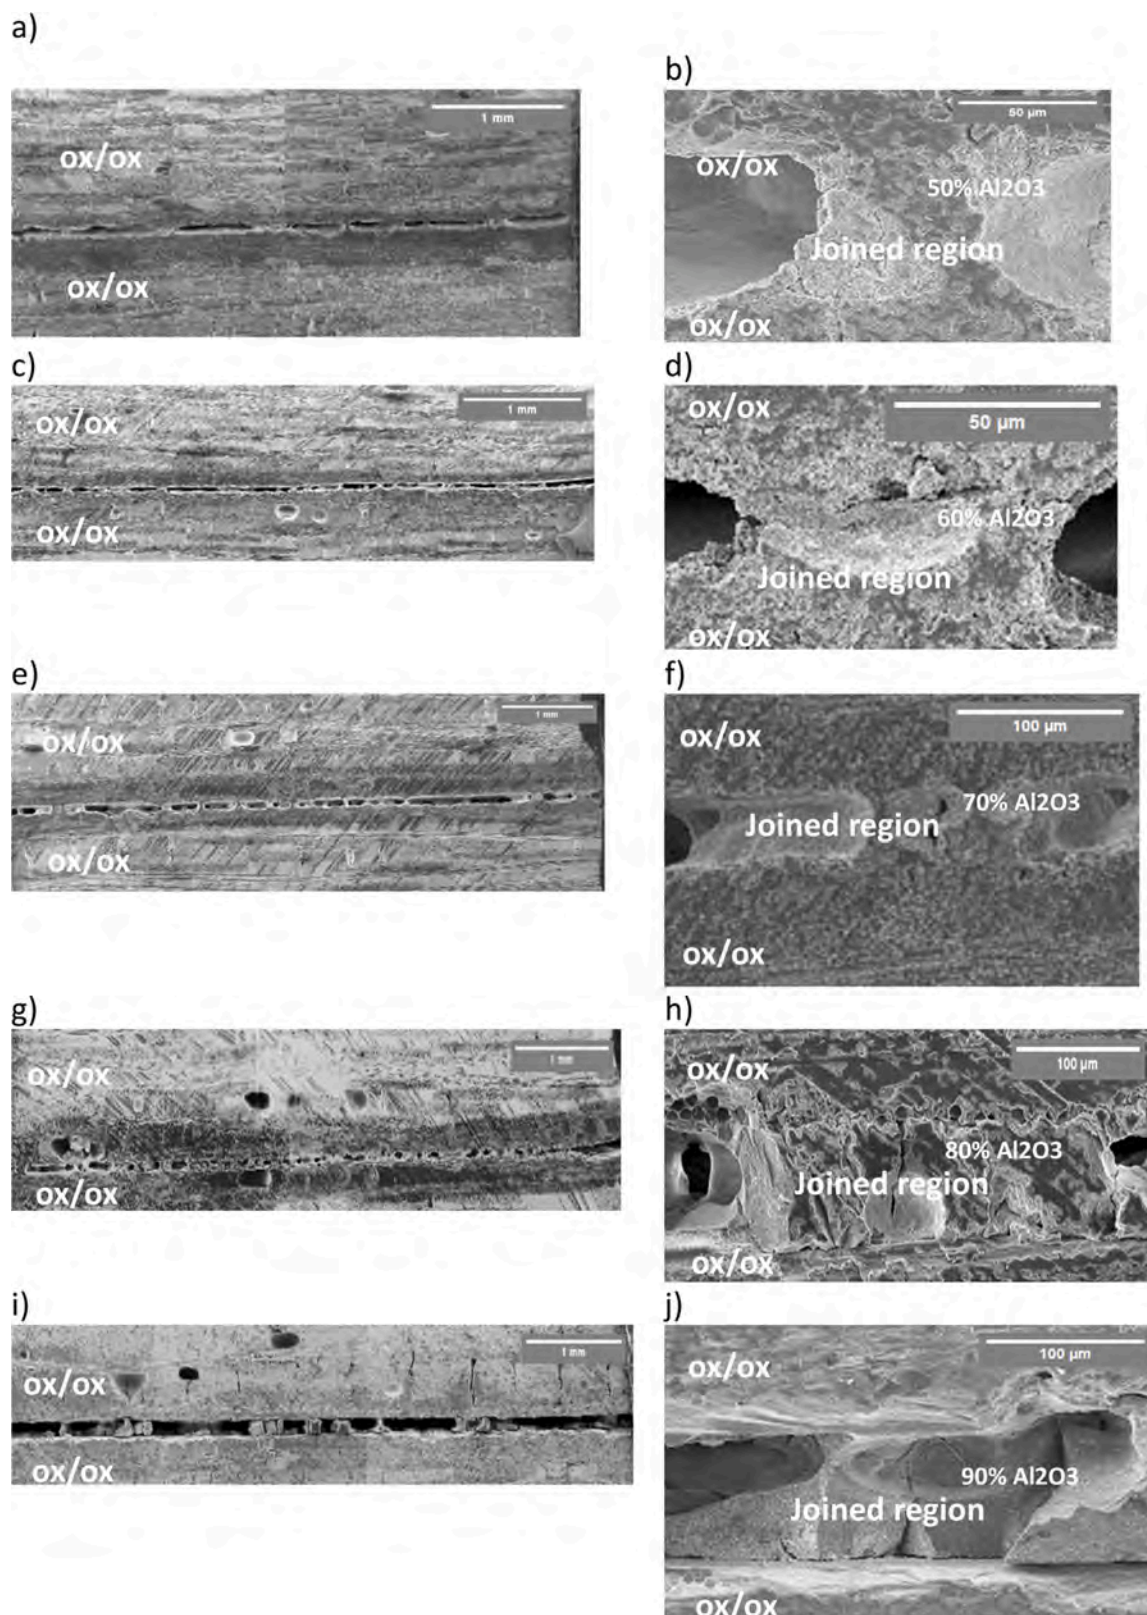 a)
1 mm
ox/ox
ox/ox
b)
50 μm
ox/ox
50% Al2O3
Joined region
ox/ox
c)
1 mm
ox/ox
ox/ox
d)
ox/ox
50 μm
60% Al2O3
Joined region
ox/ox
e)
1 mm
ox/ox
ox/ox
f)
100 μm
ox/ox
70% Al2O3
Joined region
ox/ox
g)
1 mm
ox/ox
ox/ox
h)
100 μm
ox/ox
80% Al2O3
Joined region
ox/ox
i)
1 mm
ox/ox
ox/ox
j)
100 μm
ox/ox
90% Al2O3
Joined region
ox/ox